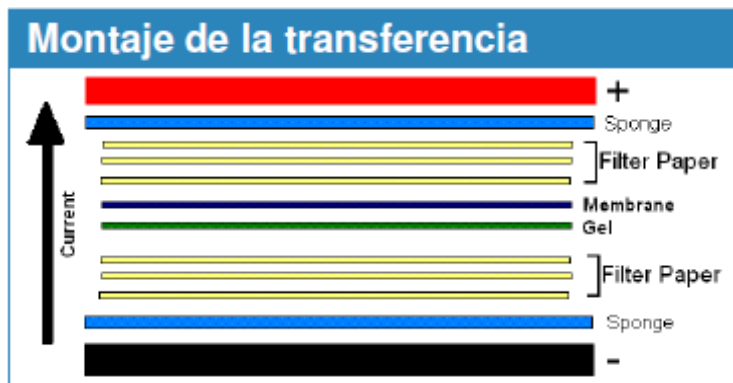 Montaje de la transferencia
+
Sponge
Filter Paper
Membrane
Gel
Current
Filter Paper
Sponge
-